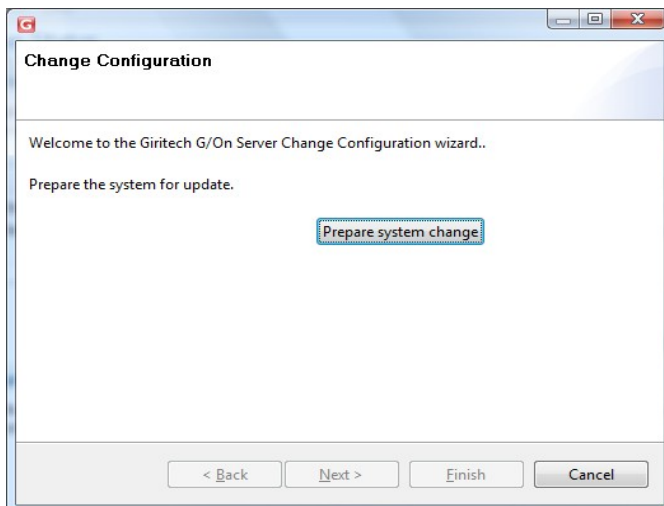 G
Change Configuration
Welcome to the Giritech G/On Server Change Configuration wizard..
Prepare the system for update.
Prepare system change
< Back Next > Finish Cancel